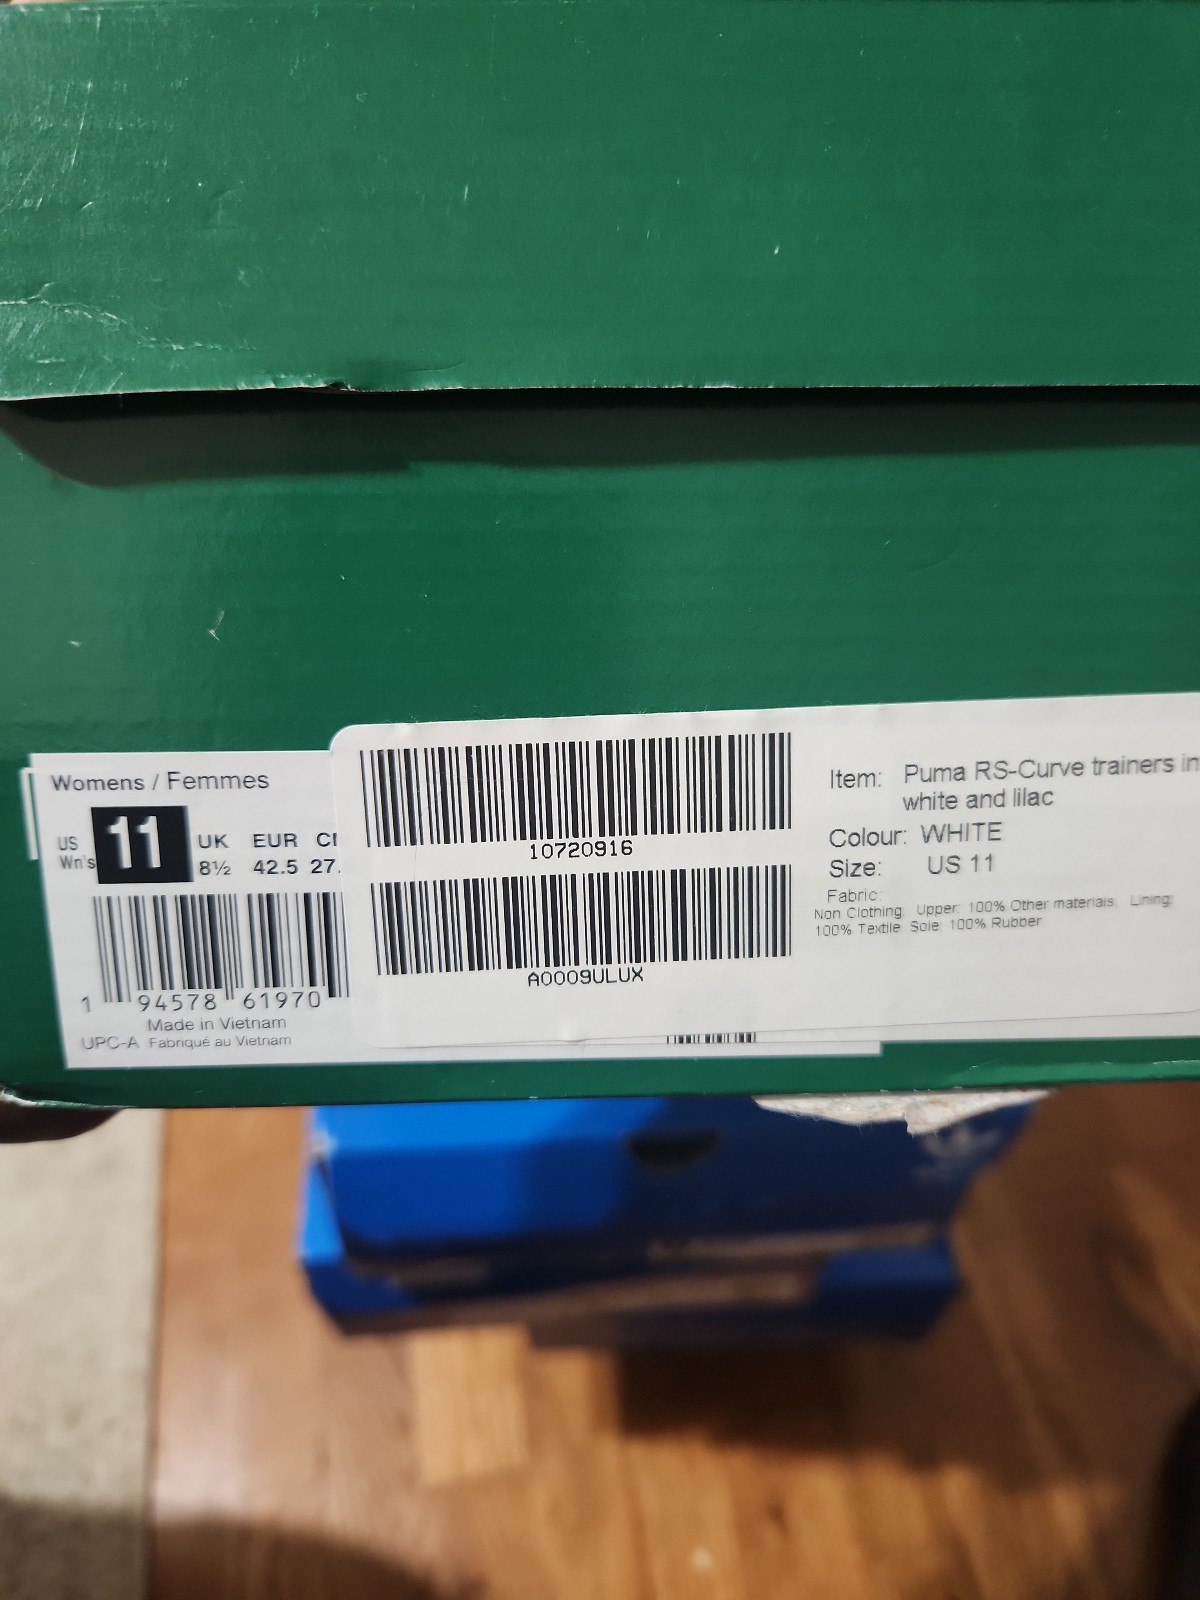 Womens / Femmes
US
Wn's
11
UK EUR
8½ 42.5 27.
1 94578 61970
Made in Vietnam
UPC-A Fabriqué au Vietnam
10720916
A0009ULUX
Item: Puma RS-Curve trainers in
white and lilac
Colour: WHITE
Size: US 11
Fabric:
Non Clothing; Upper: 100% Other materials. Lining:
100% Textile Sole: 100% Rubber